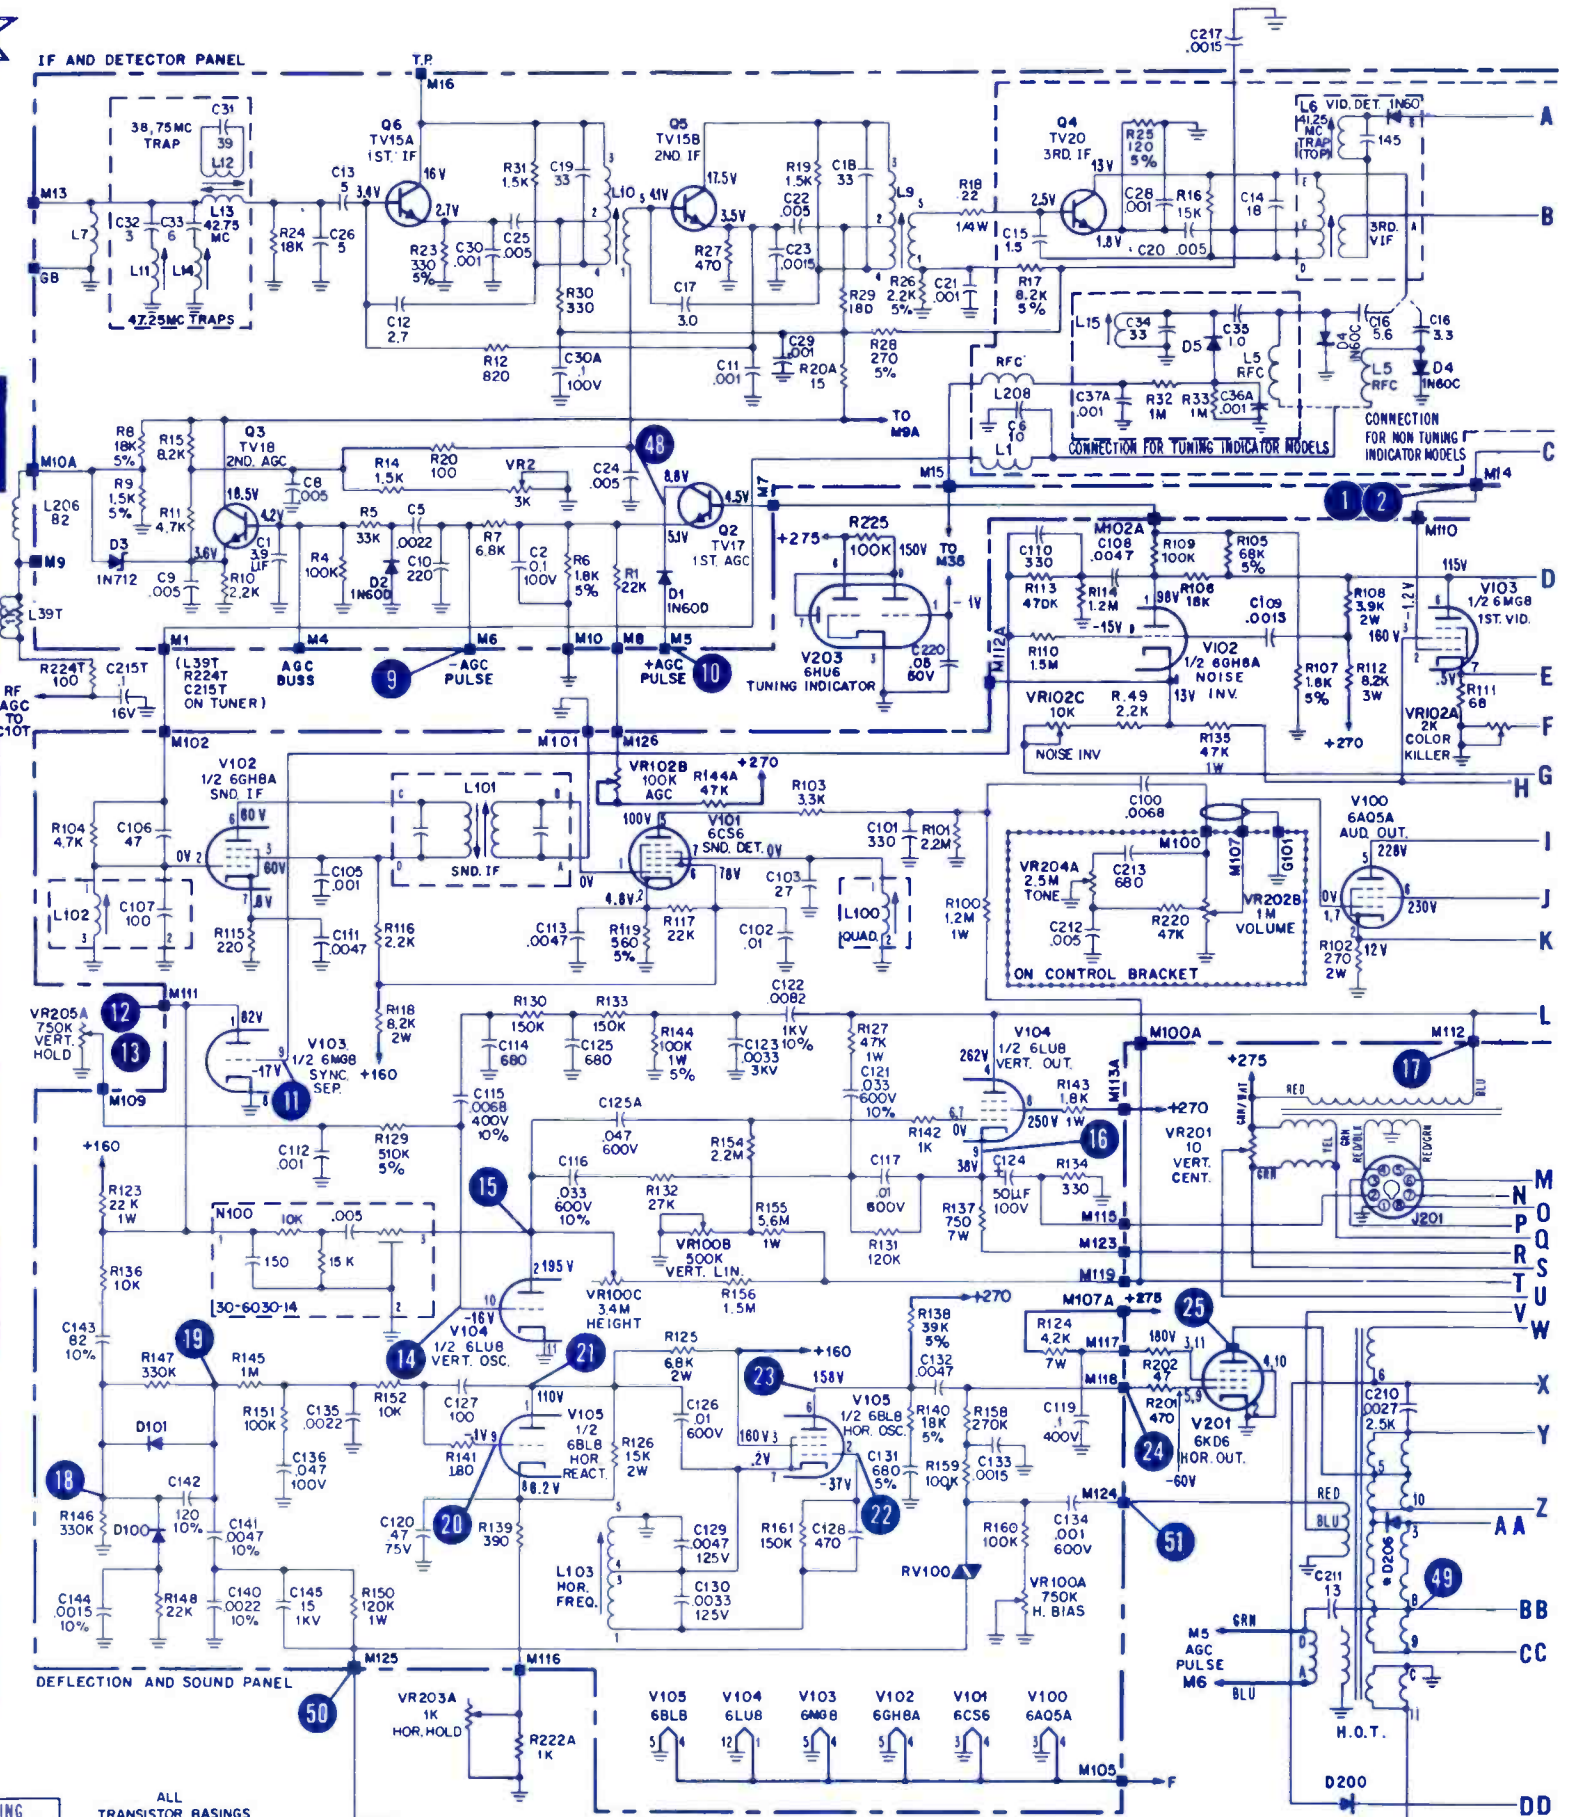 IF AND DETECTOR PANEL
T.P.
M16
C217
.0015
C31
39
38,75MC
TRAP
L12
C13
5
3.4V
Q6
TV15A
1ST. IF
16V
2.7V
R31
1.5K
C19
33
L10
Q5
TV15B
2ND. IF
17.5V
4.1V
3.5V
R19
1.5K
C18
33
C22
.005
L9
R18
22
1/4W
Q4
TV20
3RD. IF
13V
2.5V
1.8V
R25
120
5%
C28
.001
R16
15K
C14
18
L6
41.25
MC
TRAP
(TOP)
VID. DET. 1N60
145
A
M13
L7
C32
3
C33
6
L13
42.75
MC
L11
L14
R24
18K
C26
5
R23
330
5%
C30
.001
C25
.005
R27
470
C23
.0015
C15
1.5
C20 .005
3RD.
VIF
B
GB
47.25MC TRAPS
C12
2.7
R12
820
R30
330
C30A
.1
100V
C17
3.0
C11
.001
C29
.001
R20A
15
R29
180
R26
2.2K
5%
C21
.001
R17
8.2K
5%
R28
270
5%
L15
C34
33
D5
C35
1.0
L5
RFC
D4
1N60C
C16
5.6
C16
3.3
L5
RFC
D4
1N60C
RFC
L208
C6
10
L1
C37A
.001
R32
1M
R33
1M
C36A
.001
CONNECTION FOR TUNING INDICATOR MODELS
CONNECTION
FOR NON TUNING
INDICATOR MODELS
C
TO
M9A
M10A
R8
18K
5%
R15
8.2K
Q3
TV18
2ND. AGC
18.5V
4.2V
3.6V
R9
1.5K
5%
R11
4.7K
L206
82
C8
.005
R14
1.5K
R20
100
VR2
3K
C24
.005
48
8.8V
4.5V
5.1V
Q2
TV17
1ST. AGC
M7
M15
1
2
M14
M9
D3
1N712
C9
.005
R10
2.2K
C1
3.9
UF
R5
33K
C5
.0022
R4
100K
D2
1N60D
C10
220
R7
6.8K
C2
0.1
100V
R6
1.8K
5%
R1
22K
D1
1N60D
+275
R225
100K
150V
V203
6HU6
TUNING INDICATOR
TO
M36
-1V
C220
.05
50V
C110
330
R113
470K
R114
1.2M
R110
1.5M
M102A
C108
.0047
R109
100K
R106
18K
98V
-15V
13V
V102
1/2 6GH8A
NOISE
INV.
R105
68K
5%
C109
.0015
R107
1.8K
5%
R108
3.9K
2W
160V
R112
8.2K
3W
+270
M110
115V
-1.2V
.5V
V103
1/2 6MG8
1ST. VID.
R111
68
D
E
F
G
H
L39T
R224T
100
C215T
.1
16V
RF
AGC
TO
C10T
M1
(L39T
R224T
C215T
ON TUNER)
M4
AGC
BUSS
M6
-AGC
PULSE
9
M10
M8
M5
+AGC
PULSE
10
M112A
VR102C
10K
NOISE INV
R.49
2.2K
R135
47K
1W
VR102A
2K
COLOR
KILLER
M102
M101
M126
V102
1/2 6GH8A
SND. IF
60V
0V
60V
.8V
R104
4.7K
C106
47
L102
C107
100
R115
220
C105
.001
C111
.0047
R116
2.2K
L101
SND. IF
VR102B
100K
AGC
R144A
47K
+270
100V
V101
6CS6
SND. DET.
0V
78V
0V
4.8V
R103
3.3K
C101
330
R101
2.2M
C103
27
L100
QUAD.
C113
.0047
R119
560
5%
R117
22K
C102
.01
R100
1.2M
1W
C100
.0068
M100
M107
G101
VR204A
2.5M
TONE
C213
680
C212
.005
R220
47K
VR202B
1M
VOLUME
ON CONTROL BRACKET
V100
6AQ5A
AUD. OUT.
228V
0V
230V
12V
R102
270
2W
I
J
K
12
13
VR205A
750K
VERT.
HOLD
M111
82V
-17V
V103
1/2 6MG8
SYNC.
SEP.
11
M109
R118
8.2K
2W
+160
R130
150K
C114
680
R133
150K
C125
680
R144
100K
1W
5%
C122
.0082
1KV
10%
C123
.0033
3KV
R127
47K
1W
C121
.033
600V
10%
V104
1/2 6LU8
VERT. OUT.
262V
0V
250V
38V
R143
1.8K
1W
M100A
M113A
+270
M112
17
+275
RED
BLU
GRN/WHT
GRN
YEL
RED/BLK
RED/GRN
VR201
10
VERT.
CENT.
J201
L
C112
.001
R129
510K
5%
C115
.0068
400V
10%
C125A
.047
600V
R154
2.2M
C116
.033
600V
10%
R132
27K
VR100B
500K
VERT. LIN.
R155
5.6M
1W
R142
1K
C117
.01
600V
R131
120K
16
C124
50UF
100V
R134
330
R137
750
7W
M115
M123
M119
M
N
O
P
Q
R
S
T
U
V
W
+160
R123
22 K
1W
N100
10K
.005
150
15 K
30-6030-14
15
195V
-16V
V104
1/2 6LU8
VERT. OSC.
14
VR100C
3.4M
HEIGHT
R156
1.5M
R136
10K
C143
82
10%
19
R147
330K
R145
1M
D101
R151
100K
C135
.0022
R152
10K
C136
.047
100V
C127
100
21
110V
-.1V
R141
180
20
8.2V
V105
1/2
6BL8
HOR
REACT.
R125
6.8K
2W
C126
.01
600V
R126
15K
2W
+160
23
158V
160V
.2V
-37V
V105
1/2 6BL8
HOR. OSC.
22
+270
R138
39K
5%
C132
.0047
R140
18K
5%
C131
680
5%
R158
270K
R159
100K
C133
.0015
M107A
+275
R124
4.2K
7W
M117
M118
C119
.1
400V
24
180V
R202
47
R201
470
25
V201
6KD6
HOR. OUT.
-60V
C210
.0027
2.5K
X
Y
Z
AA
18
R146
330K
C142
120
10%
D100
C144
.0015
10%
R148
22K
C141
.0047
10%
C140
.0022
10%
C145
15
1KV
R150
120K
1W
C120
.47
75V
R139
390
L103
HOR.
FREQ.
C129
.0047
125V
C130
.0033
125V
R161
150K
C128
470
RV100
R160
100K
C134
.001
600V
VR100A
750K
H. BIAS
M124
51
RED
BLU
D206
C211
13
49
BB
CC
GRN
M5
AGC
PULSE
M6
BLU
H.O.T.
DEFLECTION AND SOUND PANEL
M125
50
M116
VR203A
1K
HOR. HOLD
R222A
1K
V105 V104 V103 V102 V101 V100
6BL8 6LU8 6MG8 6GH8A 6CS6 6AQ5A
M105
F
D200
DD
ALL
TRANSISTOR BASINGS